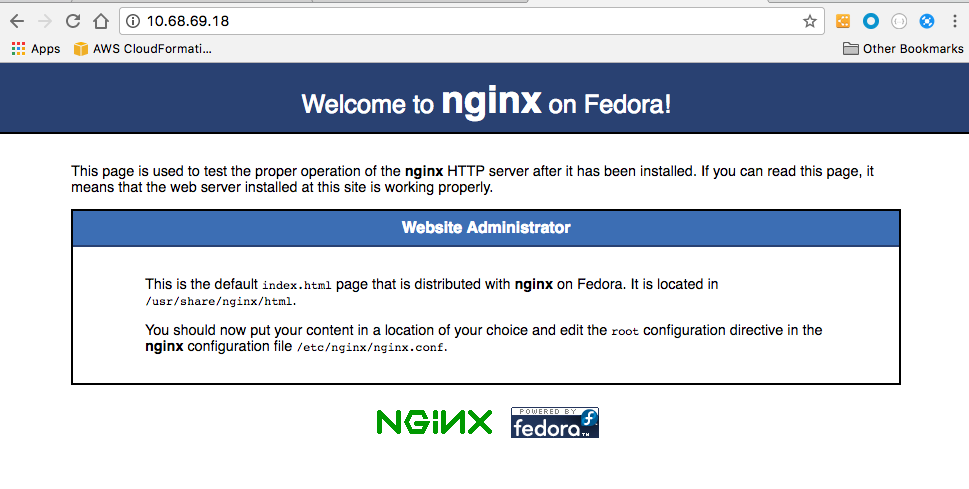 10.68.69.18
Apps AWS CloudFormati... Other Bookmarks
Welcome to nginx on Fedora!
This page is used to test the proper operation of the nginx HTTP server after it has been installed. If you can read this page, it
means that the web server installed at this site is working properly.
Website Administrator
This is the default index.html page that is distributed with nginx on Fedora. It is located in
/usr/share/nginx/html.
You should now put your content in a location of your choice and edit the root configuration directive in the
nginx configuration file /etc/nginx/nginx.conf.
NGINX
POWERED BY
fedora™